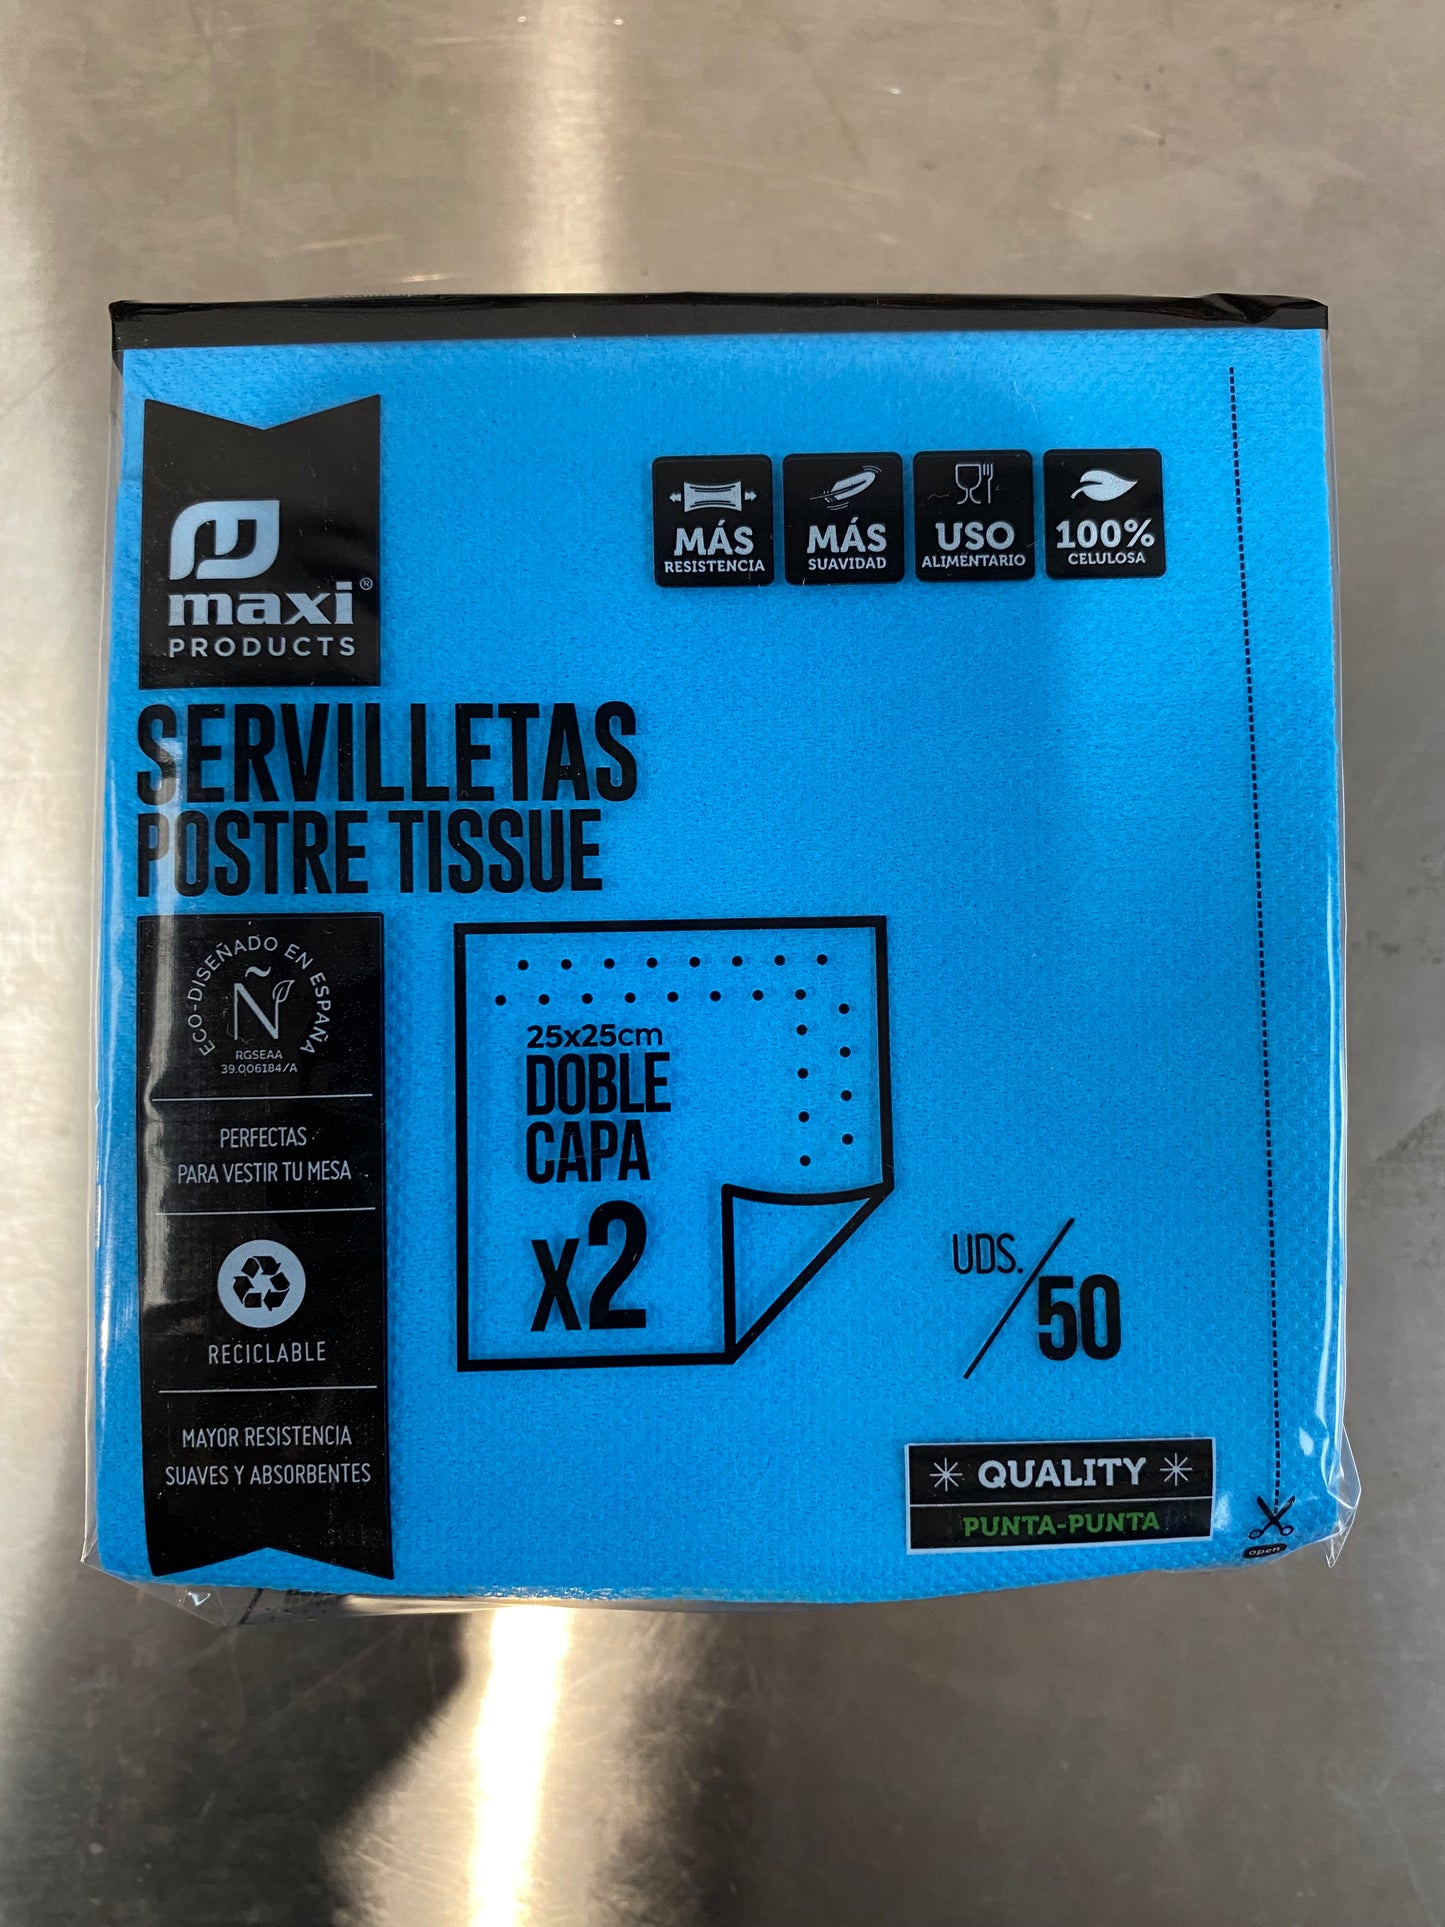 maxi®
PRODUCTS
MÁS
RESISTENCIA
MÁS
SUAVIDAD
USO
ALIMENTARIO
100%
CELULOSA
SERVILLETAS
POSTRE TISSUE
ECO-DISEÑADO EN ESPAÑA
Ñ
RGSEAA
39.006184/A
PERFECTAS
PARA VESTIR TU MESA
RECICLABLE
MAYOR RESISTENCIA
SUAVES Y ABSORBENTES
25x25cm
DOBLE
CAPA
x2
UDS./50
QUALITY
PUNTA-PUNTA
open